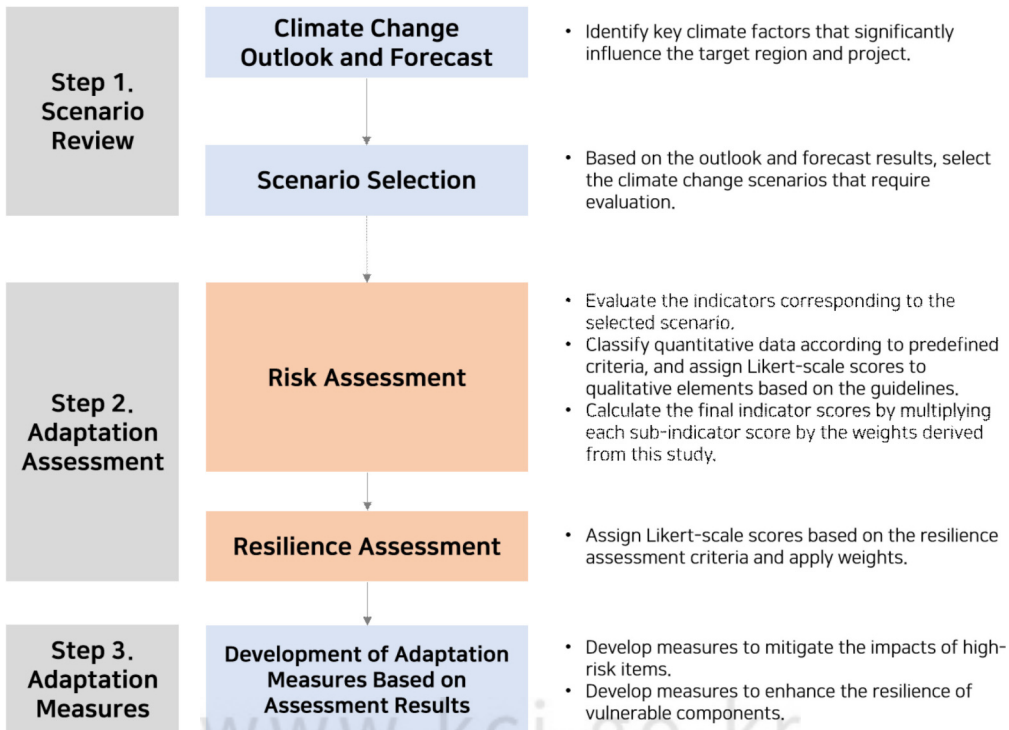 Step 1.
Scenario
Review
Climate Change
Outlook and Forecast
• Identify key climate factors that significantly
influence the target region and project.
Scenario Selection
• Based on the outlook and forecast results, select
the climate change scenarios that require
evaluation.
Step 2.
Adaptation
Assessment
Risk Assessment
• Evaluate the indicators corresponding to the
selected scenario.
• Classify quantitative data according to predefined
criteria, and assign Likert-scale scores to
qualitative elements based on the guidelines.
• Calculate the final indicator scores by multiplying
each sub-indicator score by the weights derived
from this study.
Resilience Assessment
• Assign Likert-scale scores based on the resilience
assessment criteria and apply weights.
Step 3.
Adaptation
Measures
Development of Adaptation
Measures Based on
Assessment Results
• Develop measures to mitigate the impacts of high-
risk items.
• Develop measures to enhance the resilience of
vulnerable components.